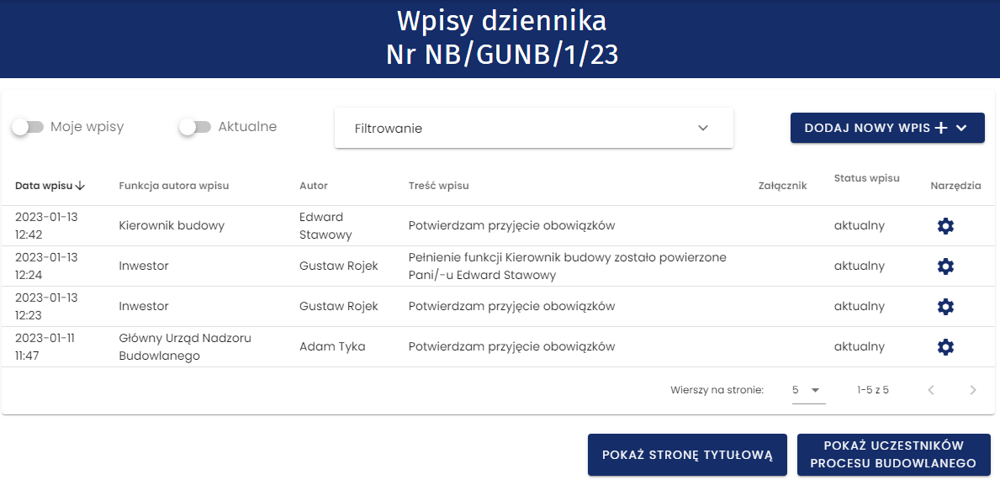 Wpisy dziennika
Nr NB/GUNB/1/23
Moje wpisy
Aktualne
Filtrowanie
DODAJ NOWY WPIS
Data wpisu Funkcja autora wpisu Autor Treść wpisu Załącznik Status wpisu Narzędzia
2023-01-13
12:42
Kierownik budowy
Edward
Stawowy
Potwierdzam przyjęcie obowiązków
aktualny
2023-01-13
12:24
Inwestor
Gustaw Rojek
Pełnienie funkcji Kierownik budowy zostało powierzone
Pani/-u Edward Stawowy
aktualny
2023-01-13
12:23
Inwestor
Gustaw Rojek
Potwierdzam przyjęcie obowiązków
aktualny
2023-01-11
11:47
Główny Urząd Nadzoru
Budowlanego
Adam Tyka
Potwierdzam przyjęcie obowiązków
aktualny
Wierszy na stronie: 5 1-5 z 5
POKAŻ STRONĘ TYTUŁOWĄ
POKAŻ UCZESTNIKÓW
PROCESU BUDOWLANEGO